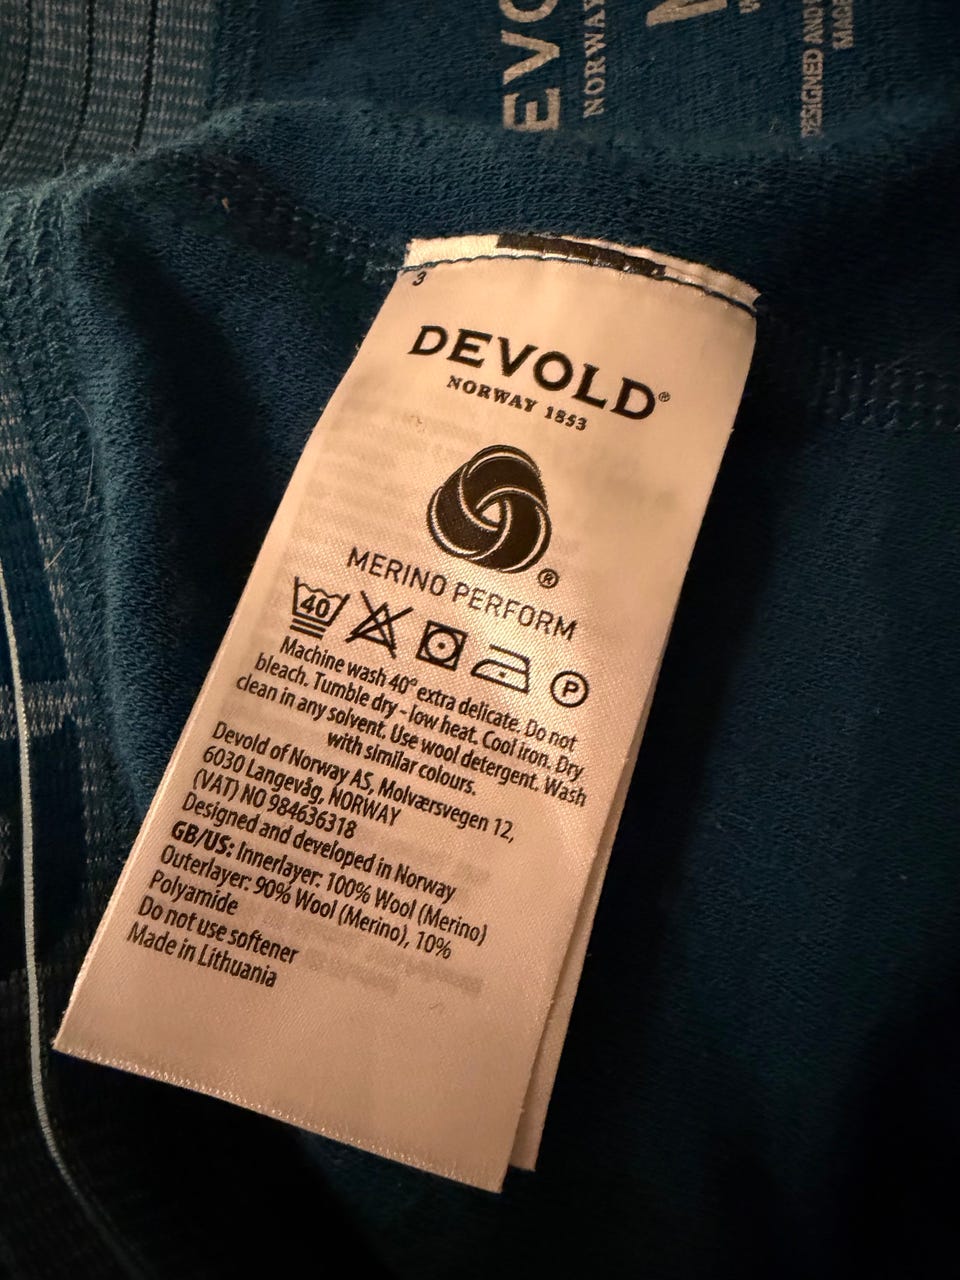 EVO
NORWAY
DESIGNED AND
MADE
3
DEVOLD®
NORWAY 1853
®
MERINO PERFORM
40
P
Machine wash 40° extra delicate. Do not
bleach. Tumble dry - low heat. Cool iron. Dry
clean in any solvent. Use wool detergent. Wash
with similar colours.
Devold of Norway AS, Molværsvegen 12,
6030 Langevåg, NORWAY
(VAT) NO 984636318
Designed and developed in Norway
GB/US: Innerlayer: 100% Wool (Merino)
Outerlayer: 90% Wool (Merino), 10%
Polyamide
Do not use softener
Made in Lithuania